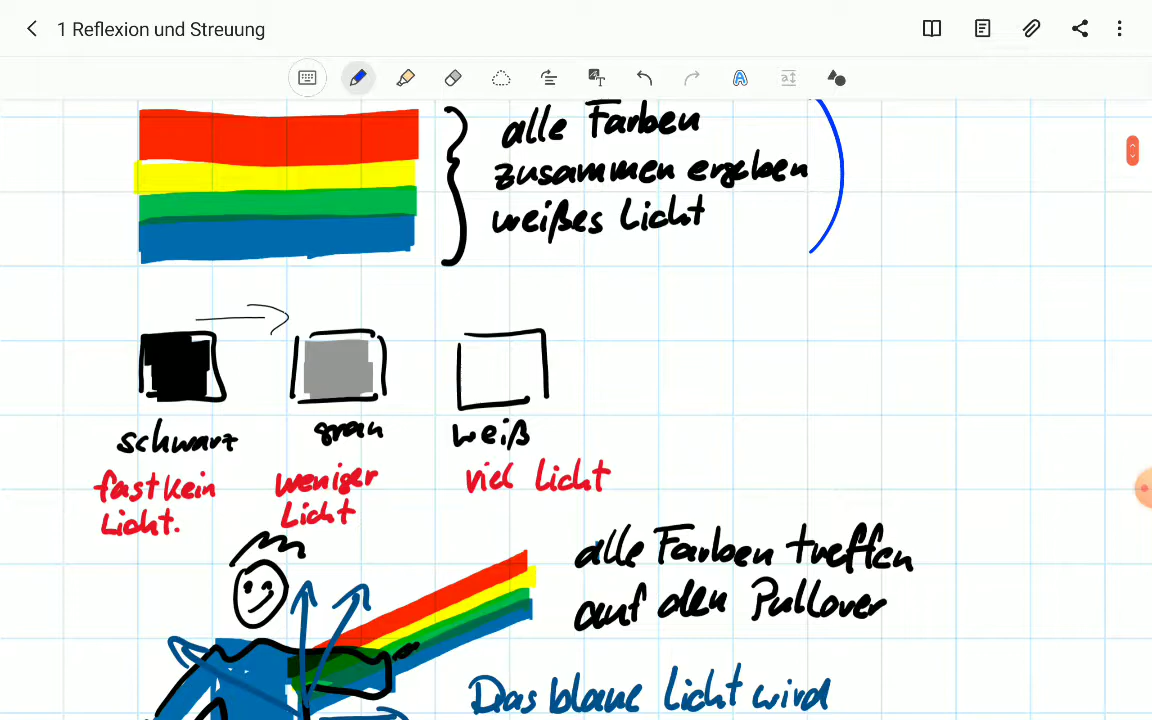 1 Reflexion und Streuung
alle Farben
zusammen ergeben
weißes Licht
schwarz
grau
weiß
fast kein
Licht.
weniger
Licht
viel Licht
alle Farben treffen
auf den Pullover
Das blaue Licht wird